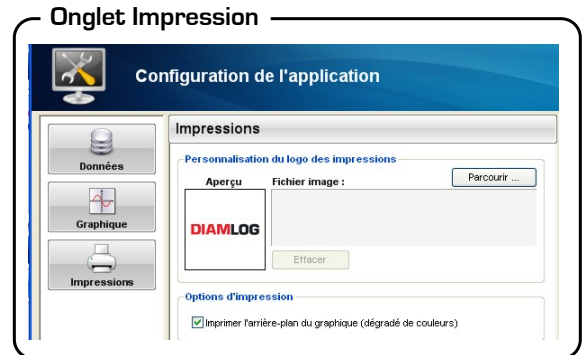 Onglet Impression
Configuration de l'application
Données
Graphique
Impressions
Impressions
Personnalisation du logo des impressions
Aperçu
Fichier image :
Parcourir ...
DIAMLOG
Effacer
Options d'impression
Imprimer l'arrière-plan du graphique (dégradé de couleurs)